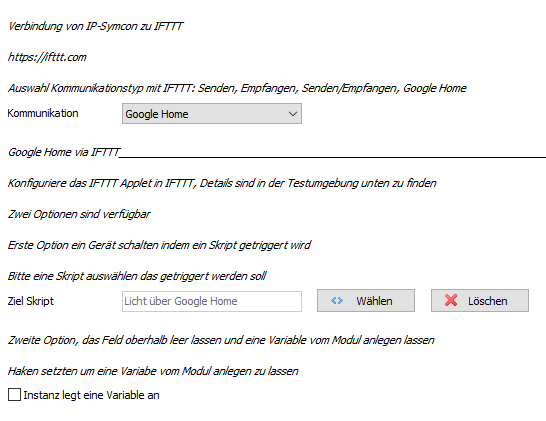 Verbindung von IP-Symcon zu IFTTT
https://ifttt.com
Auswahl Kommunikationstyp mit IFTTT: Senden, Empfangen, Senden/Empfangen, Google Home
Kommunikation Google Home
Google Home via IFTTT
Konfiguriere das IFTTT Applet in IFTTT, Details sind in der Testumgebung unten zu finden
Zwei Optionen sind verfügbar
Erste Option ein Gerät schalten indem ein Skript getriggert wird
Bitte eine Skript auswählen das getriggert werden soll
Ziel Skript Licht über Google Home Wählen Löschen
Zweite Option, das Feld oberhalb leer lassen und eine Variable vom Modul anlegen lassen
Haken setzten um eine Variabe vom Modul anlegen zu lassen
Instanz legt eine Variable an